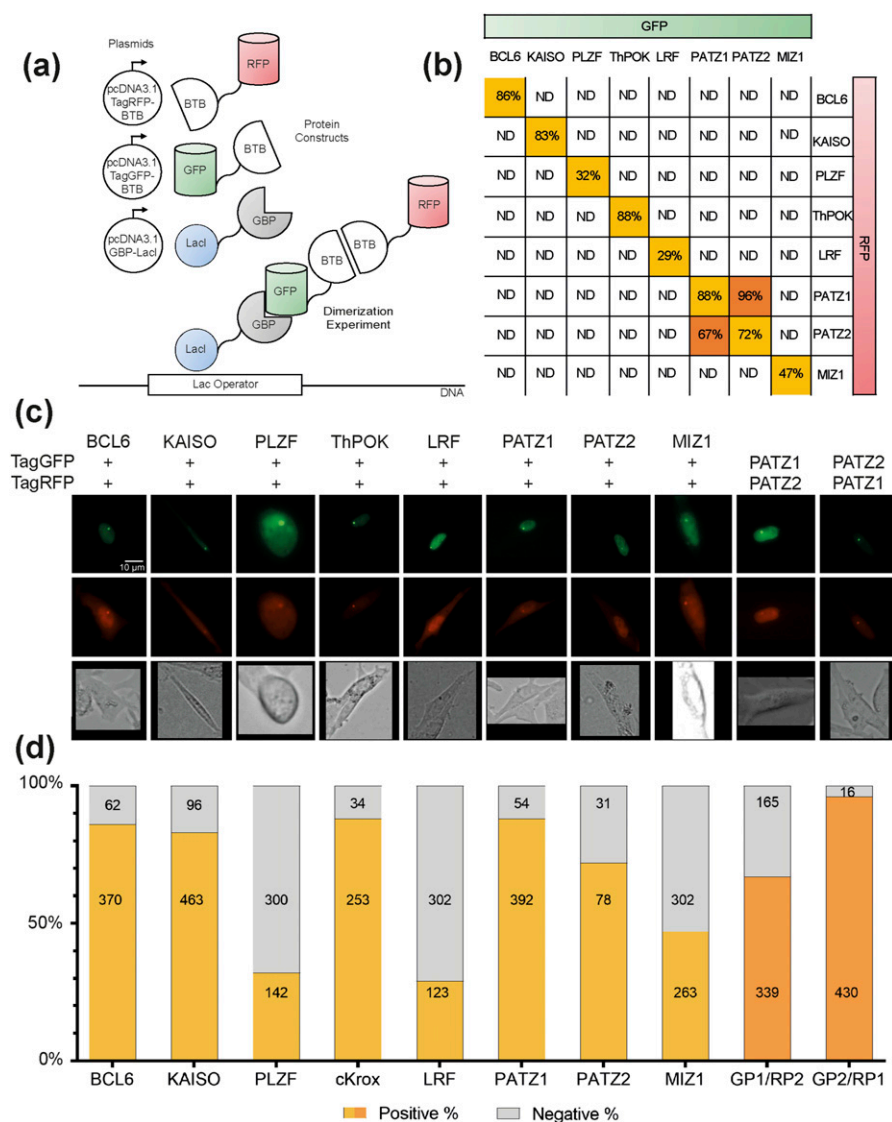 (a)
Plasmids
pcDNA3.1
TagRFP-
BTB
BTB
RFP
Protein
Constructs
pcDNA3.1
TagGFP-
BTB
GFP
BTB
pcDNA3.1
GBP-LacI
LacI
GBP
RFP
BTB
BTB
GFP
GBP
Dimerization
Experiment
LacI
Lac Operator
DNA
(b)
GFP
BCL6 KAISO PLZF ThPOK LRF PATZ1 PATZ2 MIZ1
86% ND ND ND ND ND ND ND BCL6
ND 83% ND ND ND ND ND ND KAISO
ND ND 32% ND ND ND ND ND PLZF
ND ND ND 88% ND ND ND ND ThPOK
ND ND ND ND 29% ND ND ND LRF
ND ND ND ND ND 88% 96% ND PATZ1
ND ND ND ND ND 67% 72% ND PATZ2
ND ND ND ND ND ND ND 47% MIZ1
RFP
(c)
BCL6 KAISO PLZF ThPOK LRF PATZ1 PATZ2 MIZ1
TagGFP + + + + + + + + PATZ1 PATZ2
TagRFP + + + + + + + + PATZ2 PATZ1
10 µm
(d)
100%
50%
0%
62 96 300 34 302 54 31 302 165 16
370 463 142 253 123 392 78 263 339 430
BCL6 KAISO PLZF cKrox LRF PATZ1 PATZ2 MIZ1 GP1/RP2 GP2/RP1
Positive % Negative %